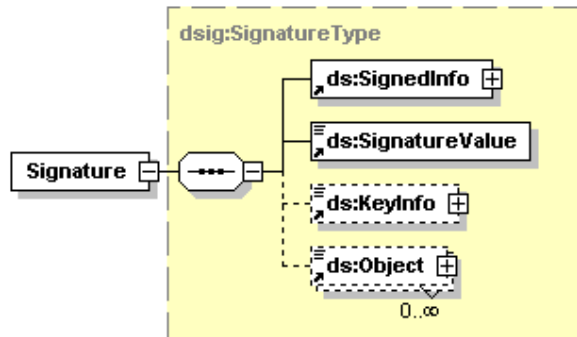 dsig:SignatureType
ds:SignedInfo
ds:SignatureValue
Signature
ds:KeyInfo
ds:Object
0..∞